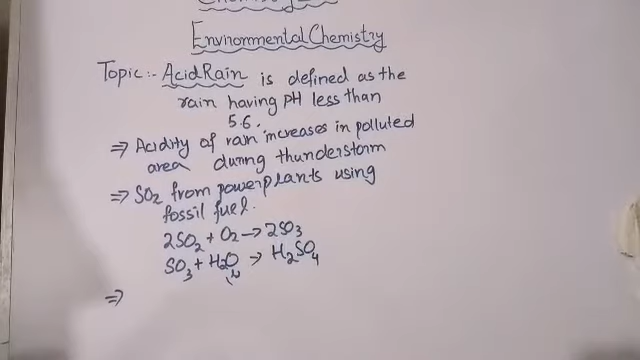 Environmental Chemistry
Topic:- Acid Rain is defined as the
rain having pH less than
5.6.
⇒ Acidity of rain increases in polluted
area during thunderstorm
⇒ SO2 from powerplants using
fossil fuel.
2SO2 + O2 → 2SO3
SO3 + H2O → H2SO4
(l)
⇒